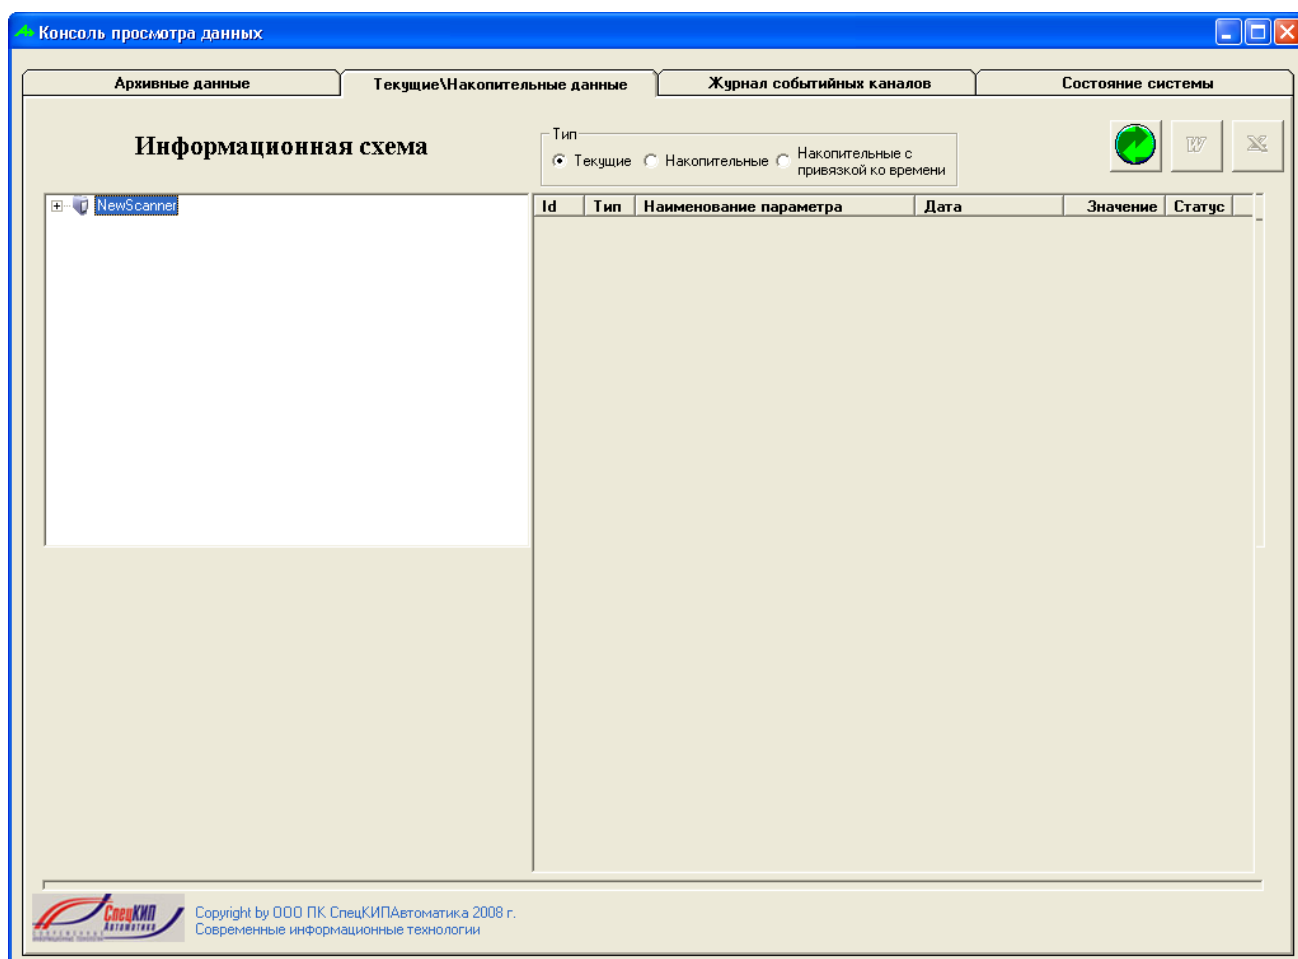 Консоль просмотра данных
Архивные данные
Текущие\Накопительные данные
Журнал событийных каналов
Состояние системы
Информационная схема
Тип
Текущие
Накопительные
Накопительные с
привязкой ко времени
W
X
NewScanner
Id
Тип
Наименование параметра
Дата
Значение
Статус
СпецКИП
Автоматика
Copyright by ООО ПК СпецКИПАвтоматика 2008 г.
Современные информационные технологии